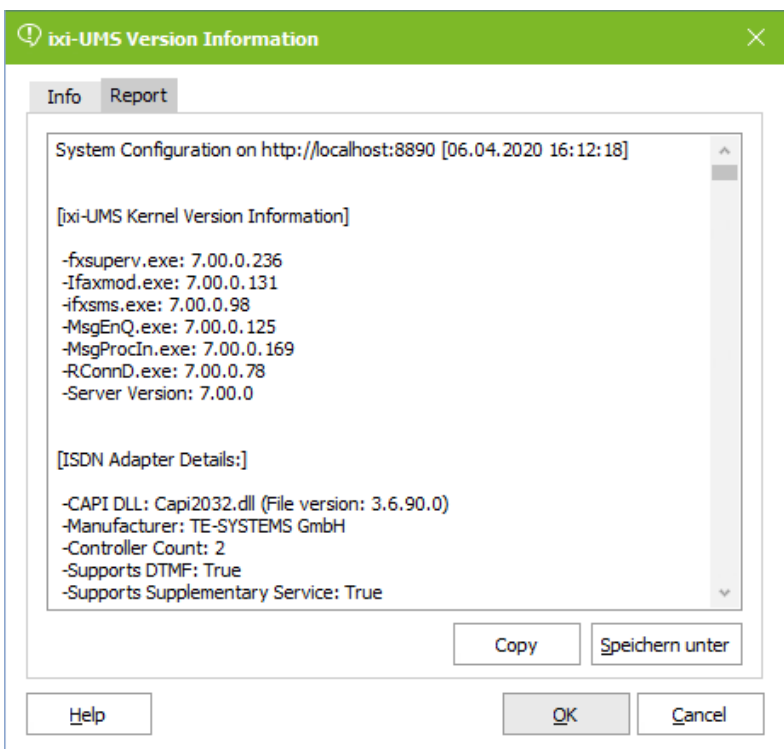 ixi-UMS Version Information
Info Report
System Configuration on http://localhost:8890 [06.04.2020 16:12:18]
[ixi-UMS Kernel Version Information]
-fxsuperv.exe: 7.00.0.236
-Ifaxmod.exe: 7.00.0.131
-ifxsms.exe: 7.00.0.98
-MsgEnQ.exe: 7.00.0.125
-MsgProcIn.exe: 7.00.0.169
-RConnD.exe: 7.00.0.78
-Server Version: 7.00.0
[ISDN Adapter Details:]
-CAPI DLL: Capi2032.dll (File version: 3.6.90.0)
-Manufacturer: TE-SYSTEMS GmbH
-Controller Count: 2
-Supports DTMF: True
-Supports Supplementary Service: True
Copy Speichern unter
Help OK Cancel